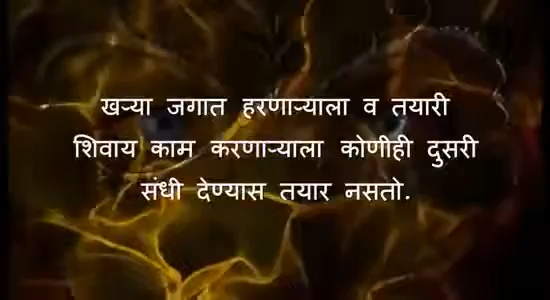 खऱ्या जगात हरणाऱ्याला व तयारी
शिवाय काम करणाऱ्याला कोणीही दुसरी
संधी देण्यास तयार नसतो.